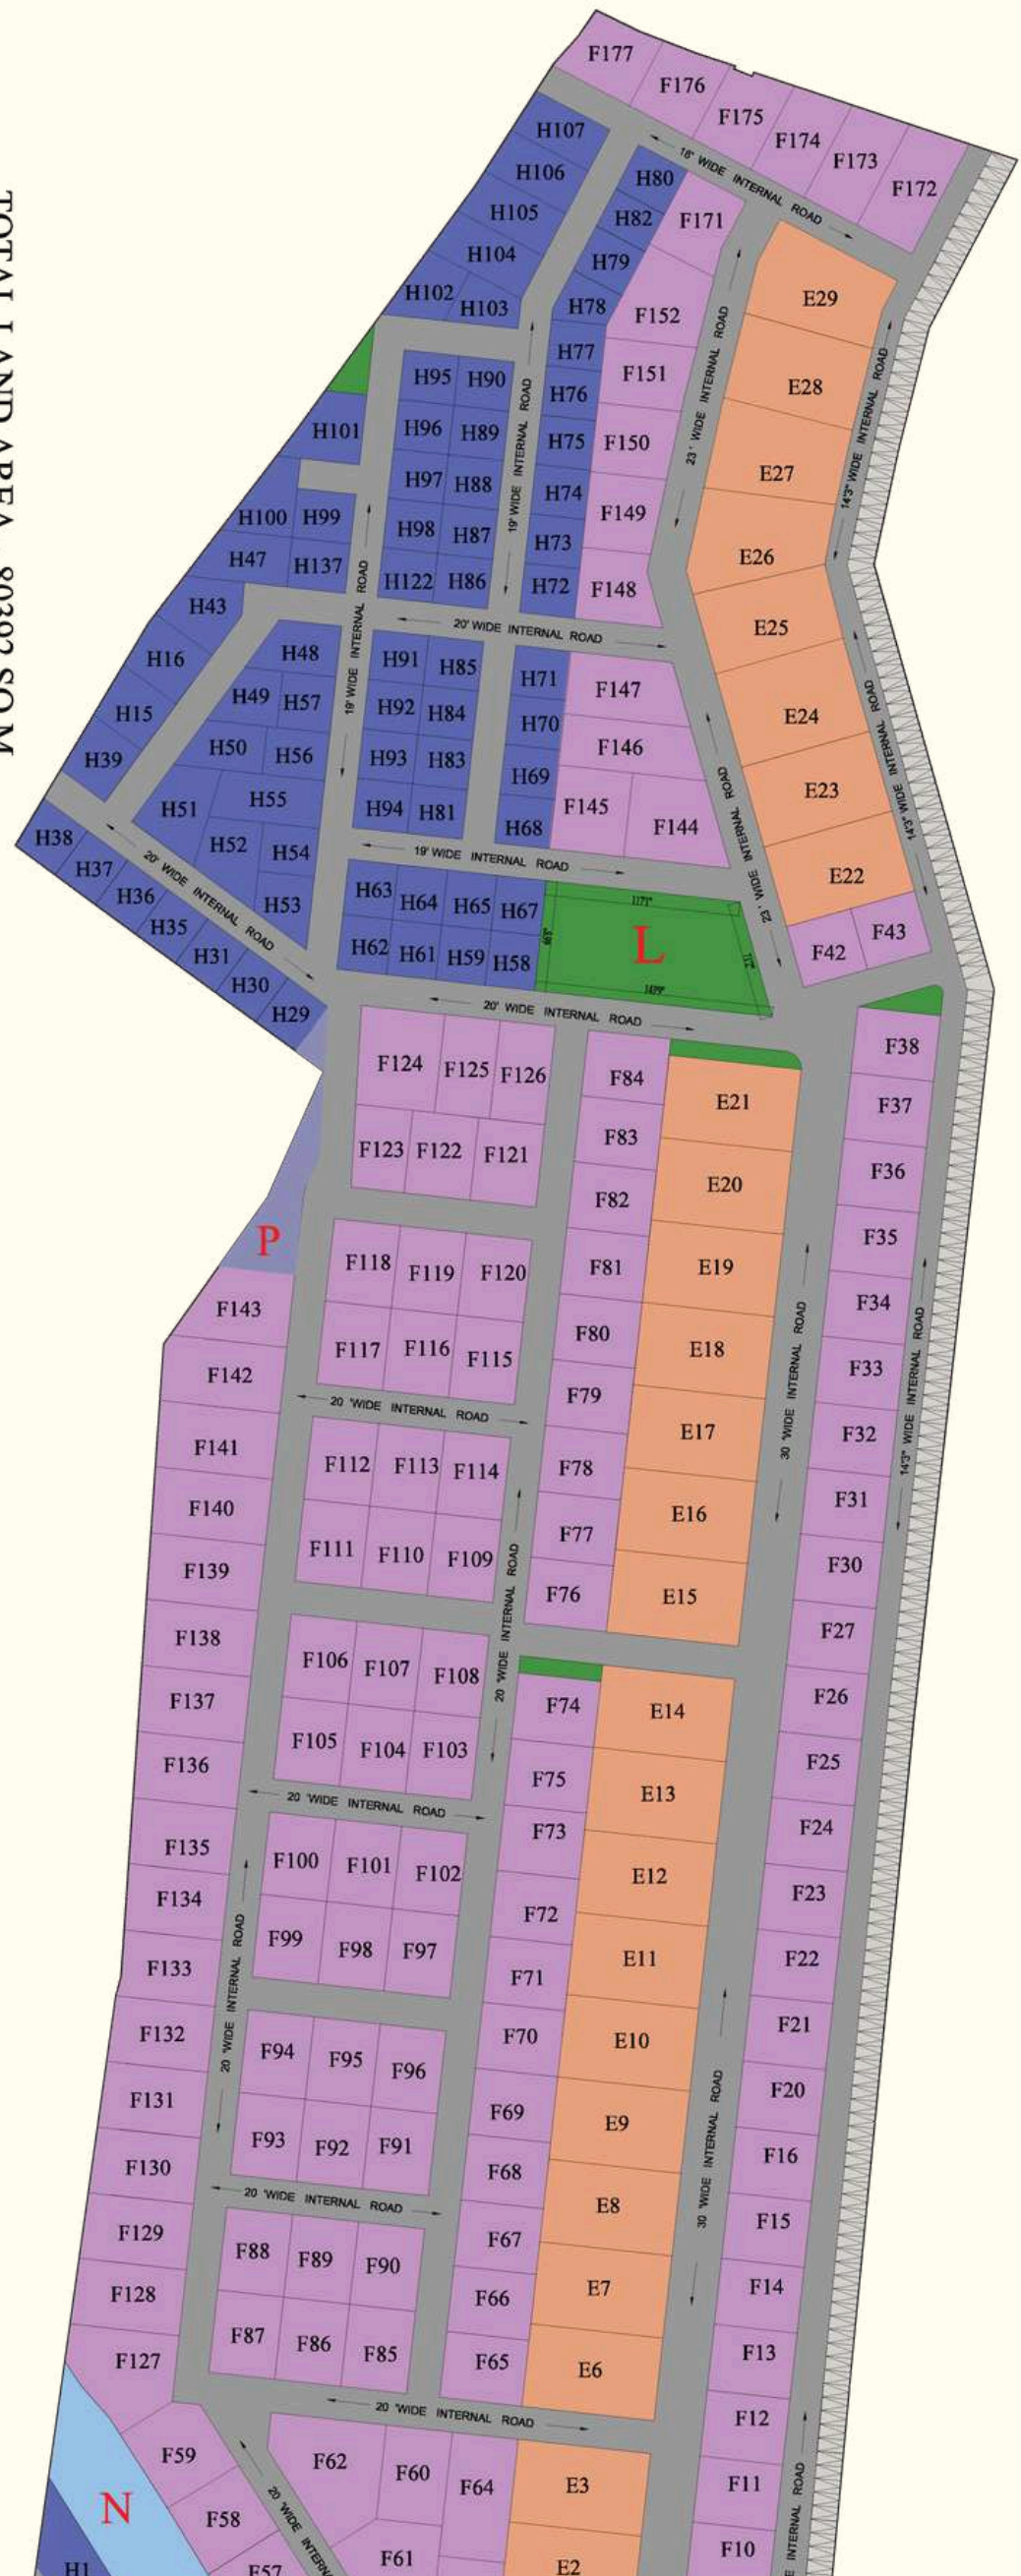 TOTAL LAND AREA
F177
F176
F175
F174
F173
F172
18' WIDE INTERNAL ROAD
H107
H106
H105
H104
H102
H103
H80
H82
H79
H78
F171
F152
E29
H95
H90
H77
F151
E28
H96
H89
H76
H101
H75
F150
23 ' WIDE INTERNAL ROAD
14'3" WIDE INTERNAL ROAD
H97
H88
H74
E27
19' WIDE INTERNAL ROAD
H100
H99
H98
H87
F149
H73
E26
H47
H137
H122
H86
H72
F148
H43
19' WIDE INTERNAL ROAD
20' WIDE INTERNAL ROAD
E25
H16
H48
H91
H85
H71
F147
H49
H57
H92
H84
H70
E24
H15
H50
H56
H93
H83
H69
F146
14'3" WIDE INTERNAL ROAD
H39
H55
H51
H94
H81
H68
F145
F144
E23
23 ' WIDE INTERNAL ROAD
H38
H52
H54
19' WIDE INTERNAL ROAD
H37
E22
H36
20' WIDE INTERNAL ROAD
H53
H63
H64
H65
H67
L
H35
H62
H61
H59
H58
F42
F43
H31
H30
H29
20' WIDE INTERNAL ROAD
F124
F125
F126
F84
E21
F38
F123
F122
F121
F83
F37
F82
E20
F36
P
F118
F119
F120
F81
E19
F35
F143
F117
F116
F115
F80
E18
F34
F142
20 'WIDE INTERNAL ROAD
F79
30 'WIDE INTERNAL ROAD
F33
14'3" WIDE INTERNAL ROAD
F141
F112
F113
F114
F78
E17
F32
F140
F111
F110
F109
F77
E16
F31
F139
20 'WIDE INTERNAL ROAD
F76
E15
F30
F138
F106
F107
F108
F27
F137
F74
E14
F26
F136
F105
F104
F103
F75
E13
F25
20 'WIDE INTERNAL ROAD
F135
F100
F101
F102
F73
E12
F24
F134
F99
F98
F97
F72
E11
F23
F133
20 'WIDE INTERNAL ROAD
F71
F22
F132
F94
F95
F96
F70
E10
F21
F131
F93
F92
F91
F69
E9
30 'WIDE INTERNAL ROAD
F20
F130
20 'WIDE INTERNAL ROAD
F68
E8
F16
F129
F88
F89
F90
F67
F15
F128
F87
F86
F85
F66
E7
F14
F127
F65
E6
F13
20 'WIDE INTERNAL ROAD
F12
F59
F62
F60
F64
E3
F11
N
F58
20 'WIDE
F61
F10
INTERNAL ROAD
H1
F57
E2